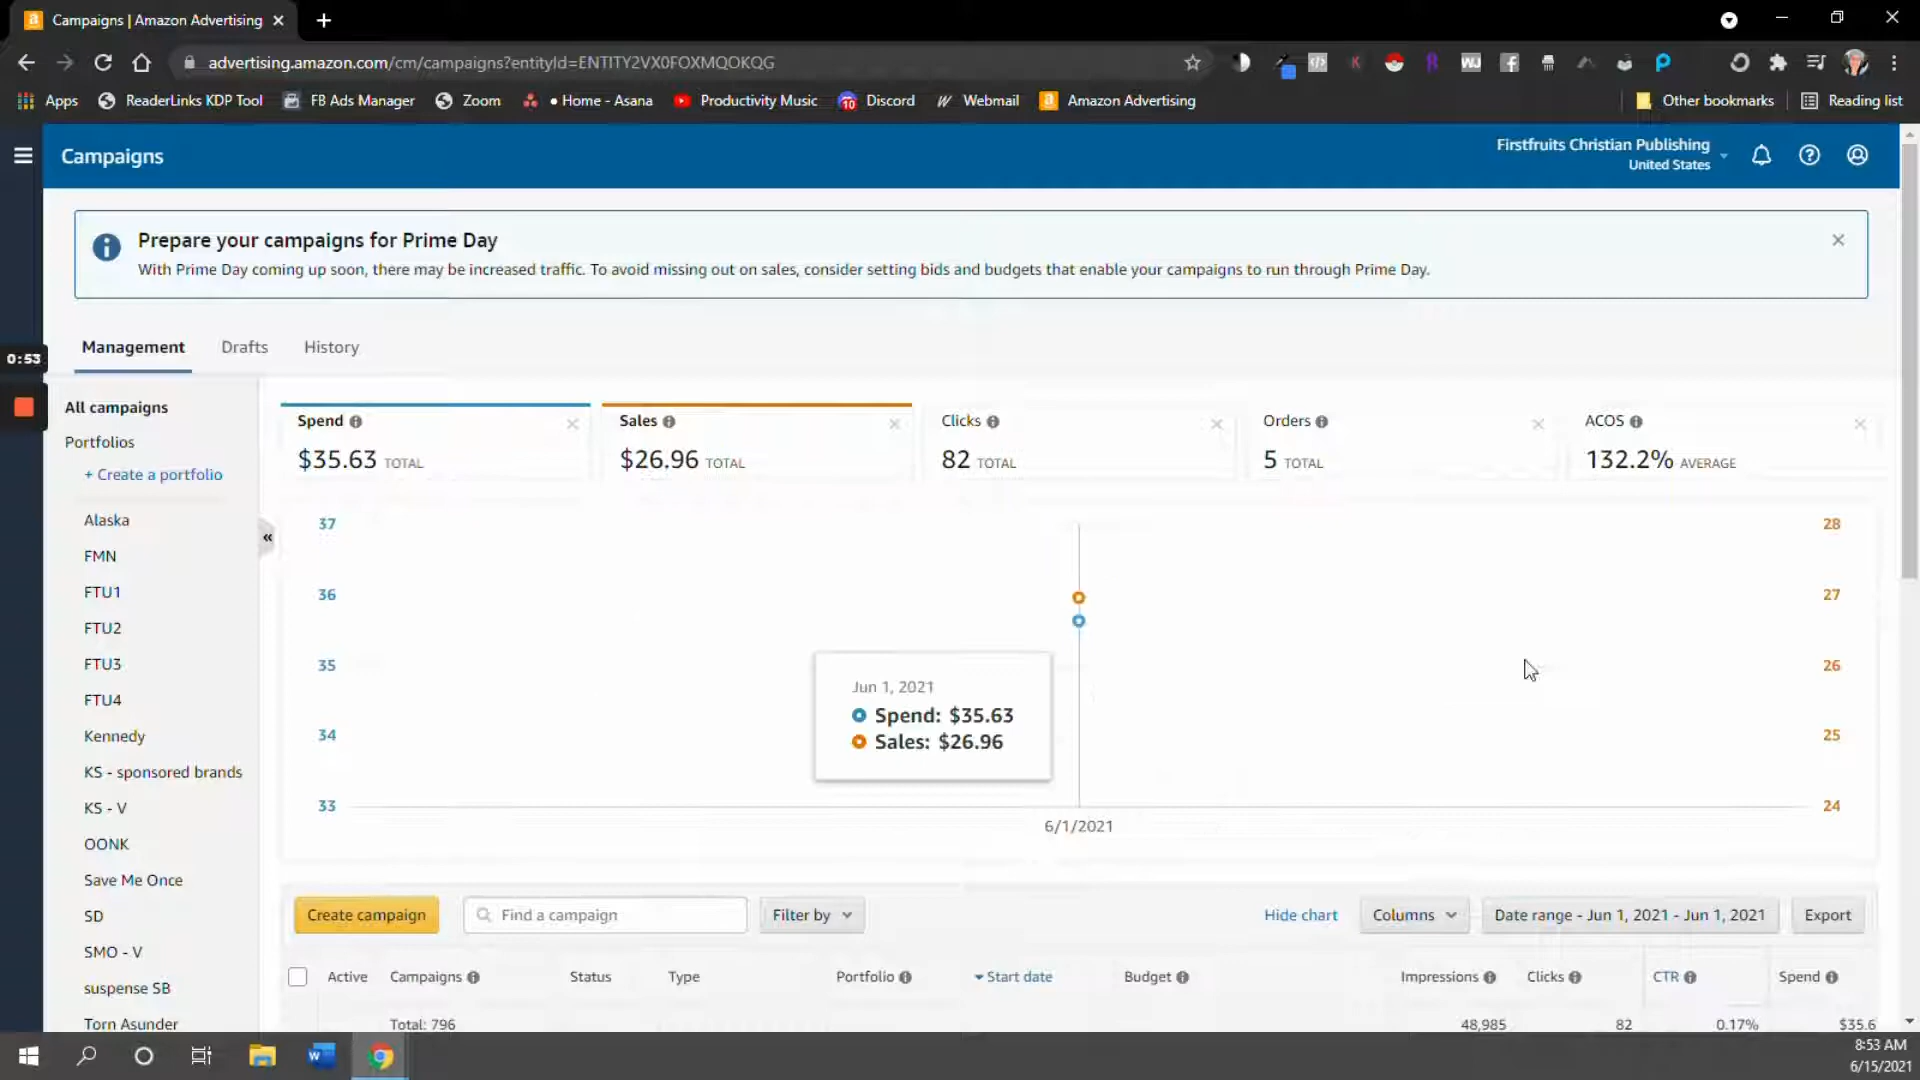 Campaigns | Amazon Advertising
advertising.amazon.com/cm/campaigns?entityId=ENTITY2VX0FOXMQOKQG
Apps ReaderLinks KDP Tool FB Ads Manager Zoom • Home - Asana Productivity Music 10 Discord Webmail Amazon Advertising Other bookmarks Reading list
Campaigns
Firstfruits Christian Publishing
United States
Prepare your campaigns for Prime Day
With Prime Day coming up soon, there may be increased traffic. To avoid missing out on sales, consider setting bids and budgets that enable your campaigns to run through Prime Day.
0:53
Management Drafts History
All campaigns
Portfolios
+ Create a portfolio
Alaska
FMN
FTU1
FTU2
FTU3
FTU4
Kennedy
KS - sponsored brands
KS - V
OONK
Save Me Once
SD
SMO - V
suspense SB
Torn Asunder
Spend
$35.63 TOTAL
Sales
$26.96 TOTAL
Clicks
82 TOTAL
Orders
5 TOTAL
ACOS
132.2% AVERAGE
37 28
36 27
35 26
34 25
33 24
Jun 1, 2021
Spend: $35.63
Sales: $26.96
6/1/2021
Create campaign Find a campaign Filter by Hide chart Columns Date range - Jun 1, 2021 - Jun 1, 2021 Export
Active Campaigns Status Type Portfolio Start date Budget Impressions Clicks CTR Spend
Total: 796 48,985 82 0.17% $35.6
8:53 AM
6/15/2021